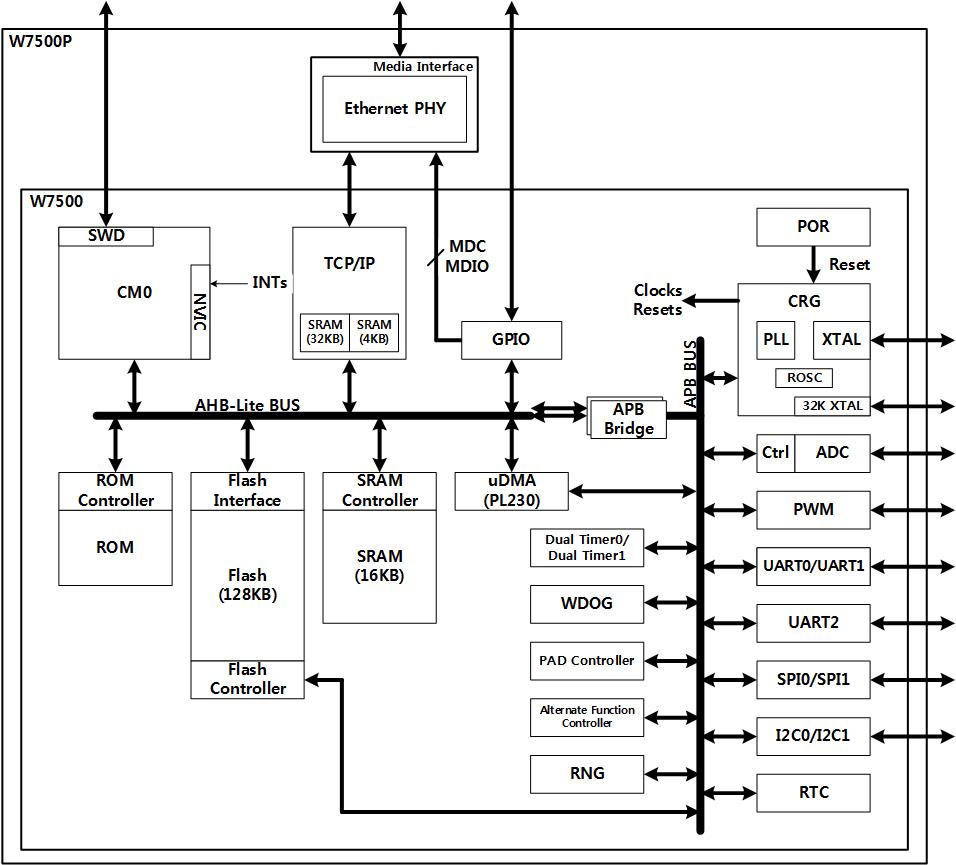 W7500P
Media Interface
Ethernet PHY
W7500
SWD
CM0
NVIC
INTs
TCP/IP
SRAM
(32KB)
SRAM
(4KB)
MDC
MDIO
GPIO
POR
Reset
Clocks
Resets
CRG
PLL
XTAL
ROSC
32K XTAL
APB BUS
AHB-Lite BUS
APB
Bridge
ROM
Controller
ROM
Flash
Interface
Flash
(128KB)
Flash
Controller
SRAM
Controller
SRAM
(16KB)
uDMA
(PL230)
Dual Timer0/
Dual Timer1
WDOG
PAD Controller
Alternate Function
Controller
RNG
Ctrl
ADC
PWM
UART0/UART1
UART2
SPI0/SPI1
I2C0/I2C1
RTC